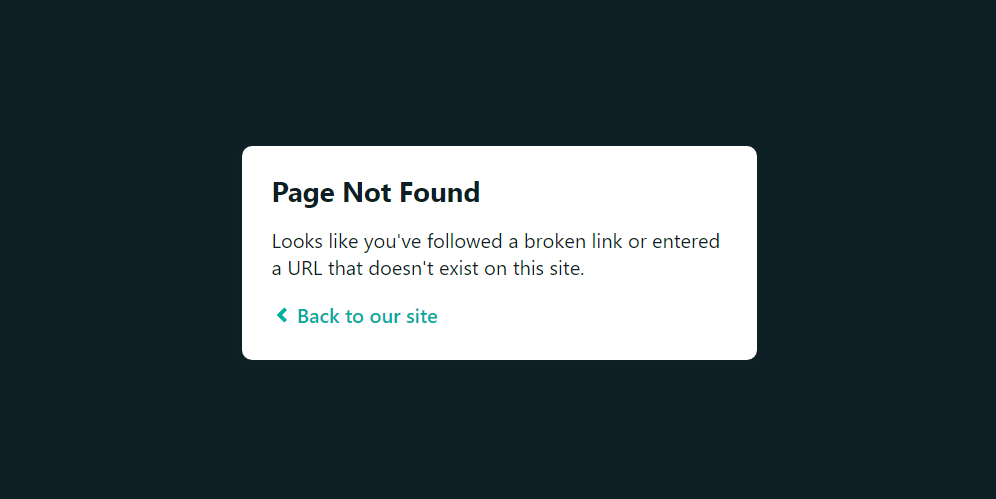 Page Not Found
Looks like you've followed a broken link or entered
a URL that doesn't exist on this site.
Back to our site